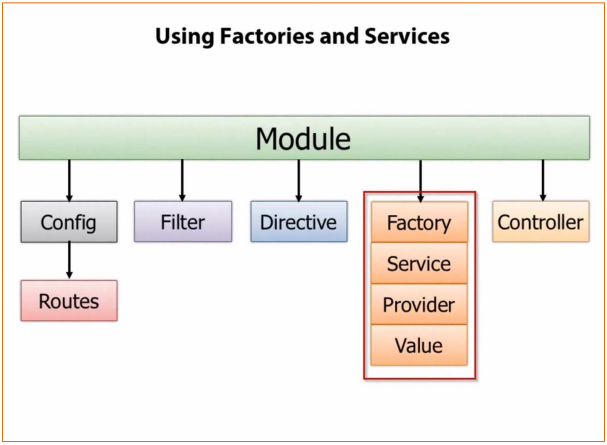 Using Factories and Services
Module
Config
Filter
Directive
Factory
Controller
Service
Routes
Provider
Value